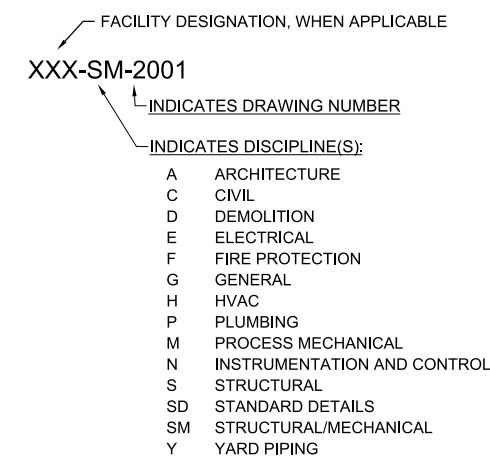 FACILITY DESIGNATION, WHEN APPLICABLE
XXX-SM-2001
INDICATES DRAWING NUMBER
INDICATES DISCIPLINE(S):
A ARCHITECTURE
C CIVIL
D DEMOLITION
E ELECTRICAL
F FIRE PROTECTION
G GENERAL
H HVAC
P PLUMBING
M PROCESS MECHANICAL
N INSTRUMENTATION AND CONTROL
S STRUCTURAL
SD STANDARD DETAILS
SM STRUCTURAL/MECHANICAL
Y YARD PIPING